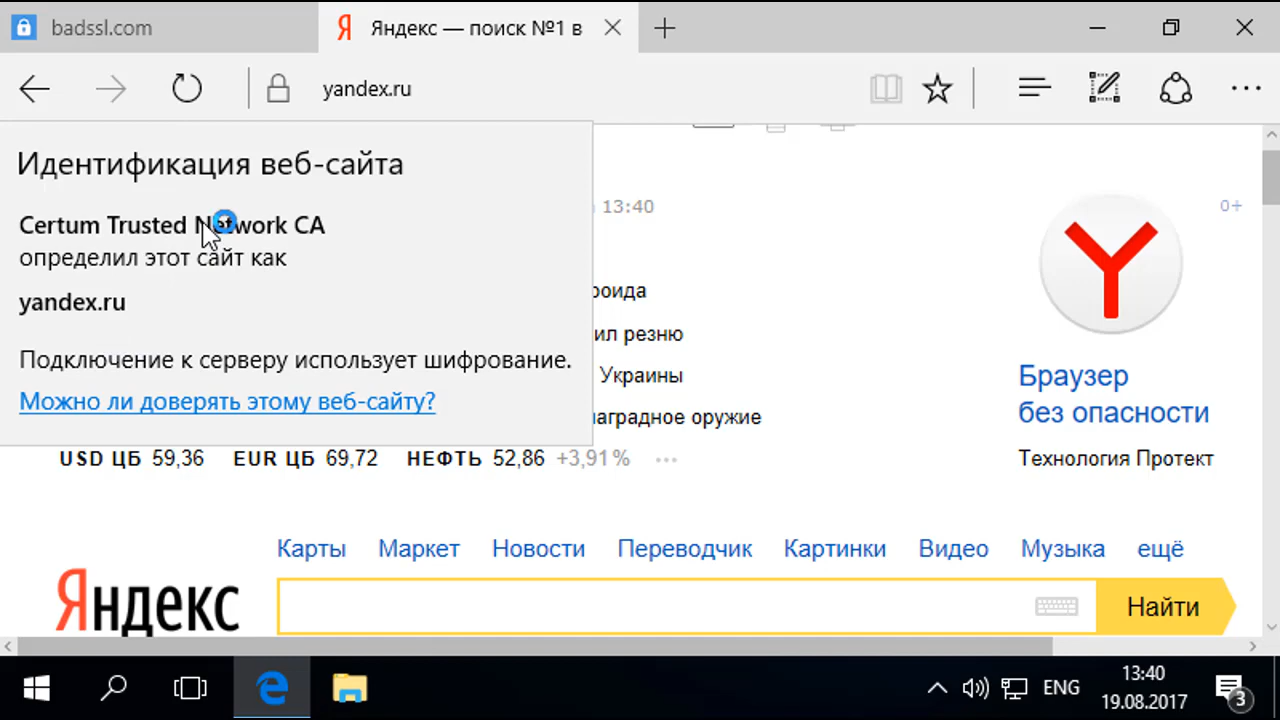 badssl.com
Яндекс — поиск №1 в
yandex.ru
Идентификация веб-сайта
Certum Trusted Network CA
определил этот сайт как
yandex.ru
Подключение к серверу использует шифрование.
Можно ли доверять этому веб-сайту?
13:40
0+
роида
ил резню
Украины
наградное оружие
Браузер
без опасности
Технология Протект
USD ЦБ 59,36 EUR ЦБ 69,72 НЕФТЬ 52,86 +3,91% ...
Карты Маркет Новости Переводчик Картинки Видео Музыка ещё
Яндекс
Найти
ENG
13:40
19.08.2017
3